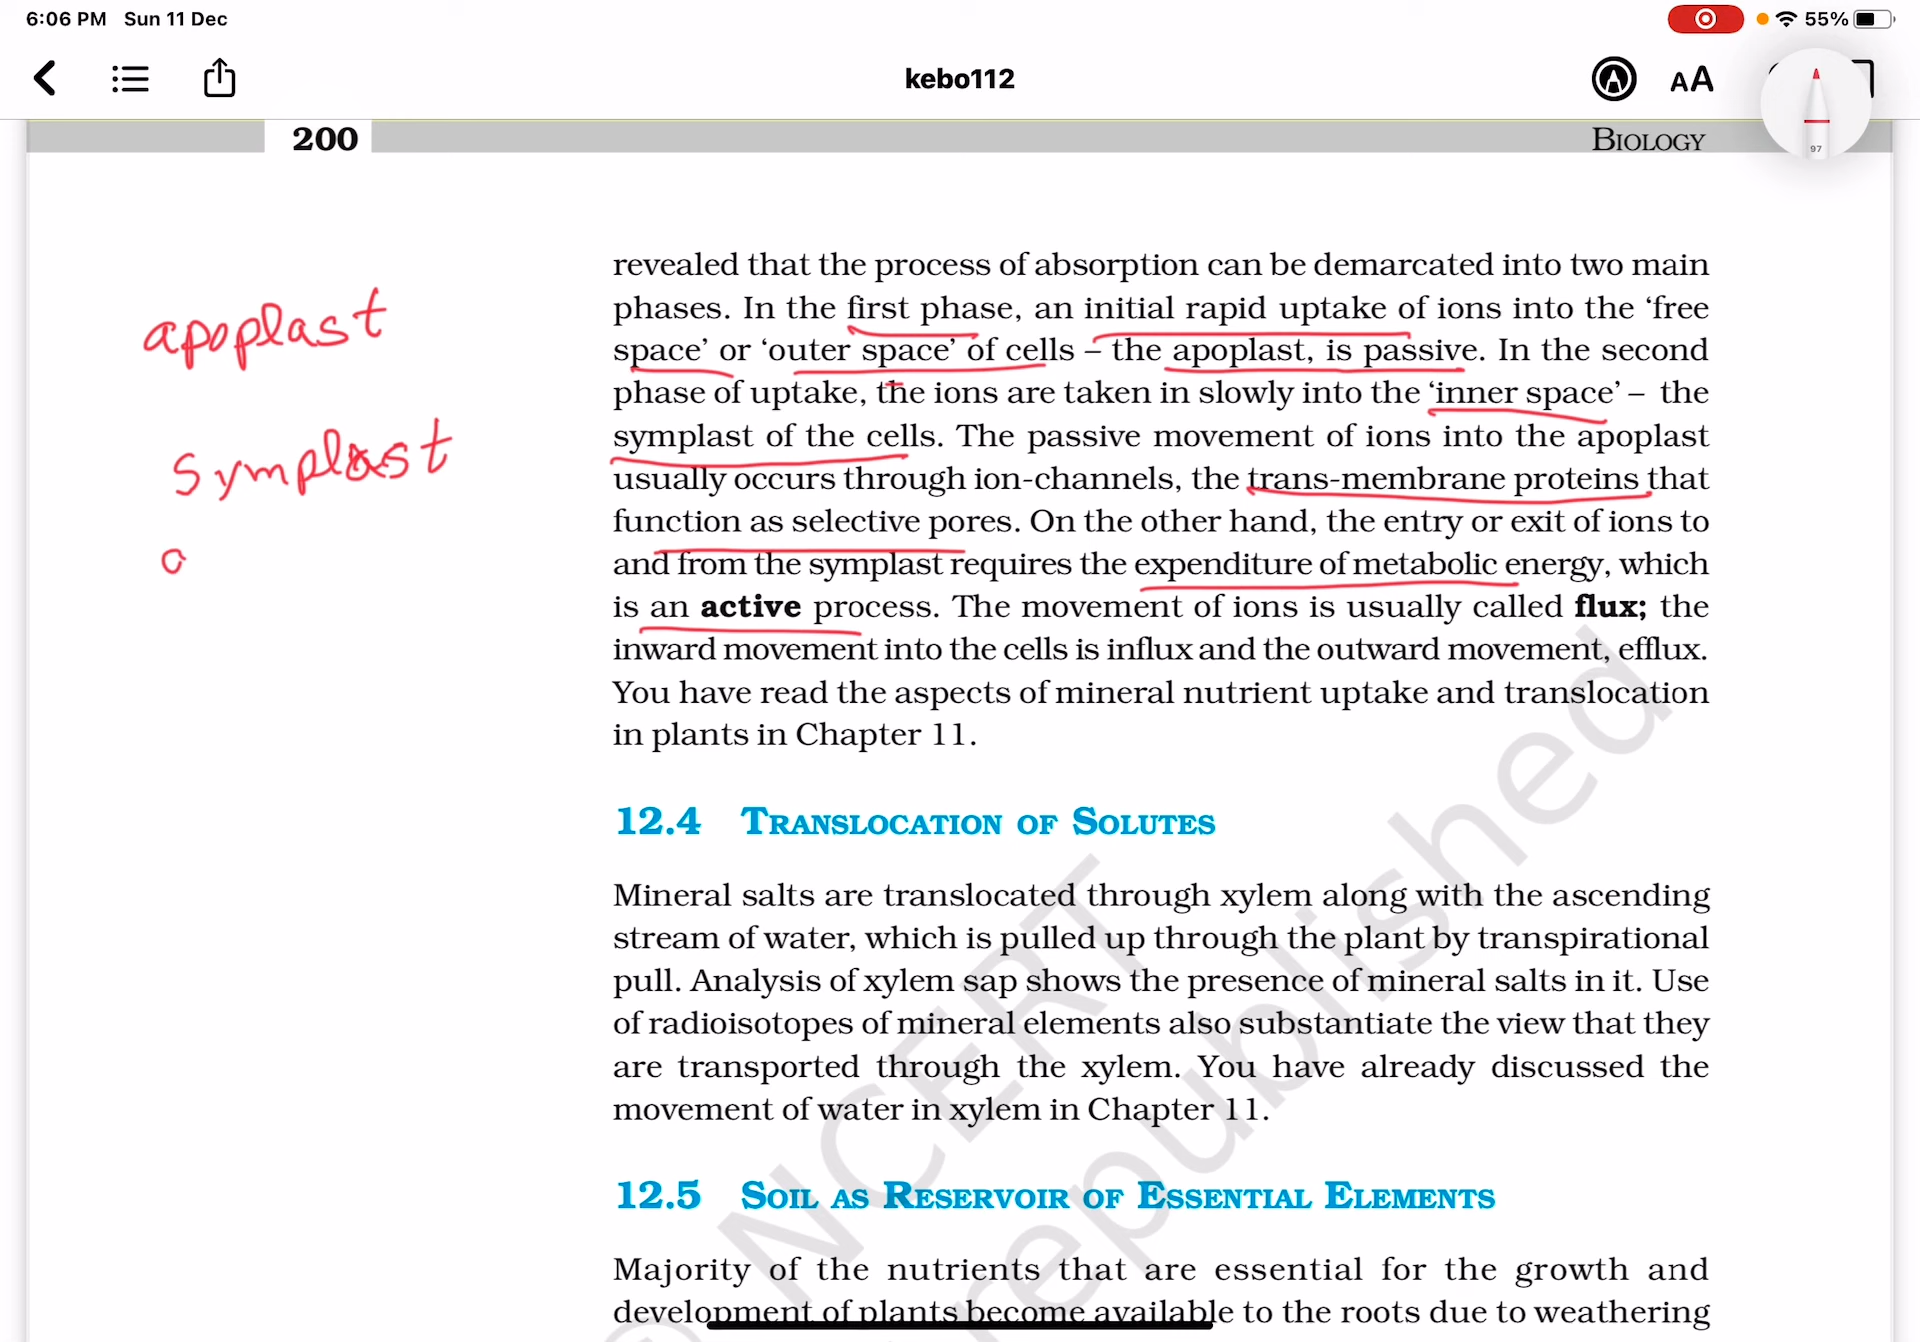 6:06 PM Sun 11 Dec 55%
kebo112
97
200 BIOLOGY
revealed that the process of absorption can be demarcated into two main
phases. In the first phase, an initial rapid uptake of ions into the ‘free
space’ or ‘outer space’ of cells – the apoplast, is passive. In the second
phase of uptake, the ions are taken in slowly into the ‘inner space’ – the
symplast of the cells. The passive movement of ions into the apoplast
usually occurs through ion-channels, the trans-membrane proteins that
function as selective pores. On the other hand, the entry or exit of ions to
and from the symplast requires the expenditure of metabolic energy, which
is an active process. The movement of ions is usually called flux; the
inward movement into the cells is influx and the outward movement, efflux.
You have read the aspects of mineral nutrient uptake and translocation
in plants in Chapter 11.
apoplast
symplast
a
12.4 TRANSLOCATION OF SOLUTES
Mineral salts are translocated through xylem along with the ascending
stream of water, which is pulled up through the plant by transpirational
pull. Analysis of xylem sap shows the presence of mineral salts in it. Use
of radioisotopes of mineral elements also substantiate the view that they
are transported through the xylem. You have already discussed the
movement of water in xylem in Chapter 11.
12.5 SOIL AS RESERVOIR OF ESSENTIAL ELEMENTS
Majority of the nutrients that are essential for the growth and
development of plants become available to the roots due to weathering
© NCERT
republished